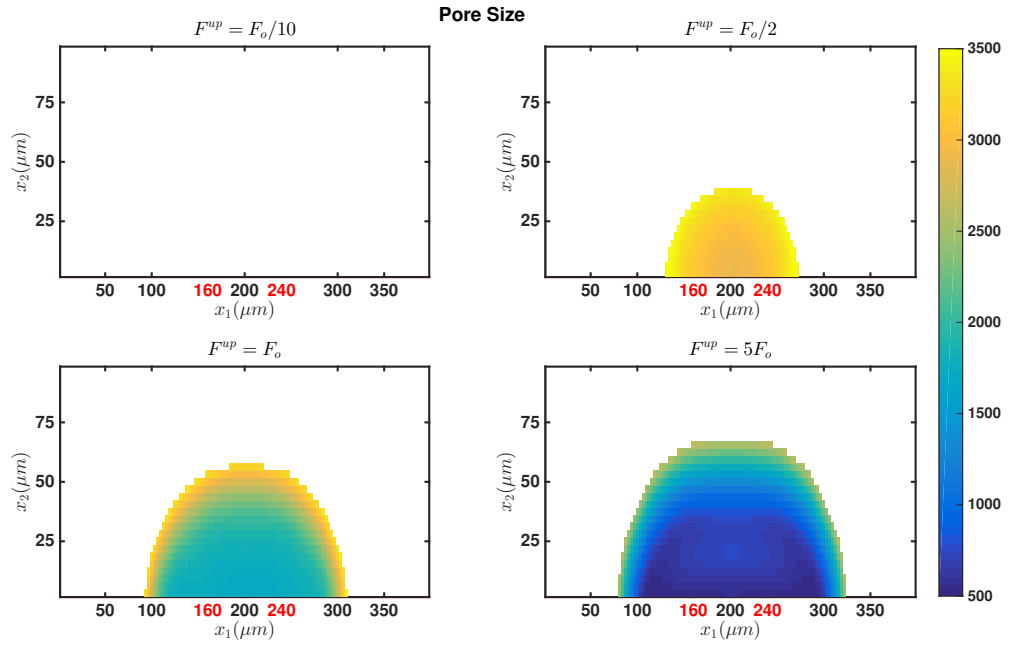 Pore Size
F^{up} = F_o/10
F^{up} = F_o/2
75
50
25
x_2(μm)
50 100 160 200 240 300 350
x_1(μm)
75
50
25
x_2(μm)
50 100 160 200 240 300 350
x_1(μm)
3500
3000
2500
2000
1500
1000
500
F^{up} = F_o
F^{up} = 5F_o
75
50
25
x_2(μm)
50 100 160 200 240 300 350
x_1(μm)
75
50
25
x_2(μm)
50 100 160 200 240 300 350
x_1(μm)